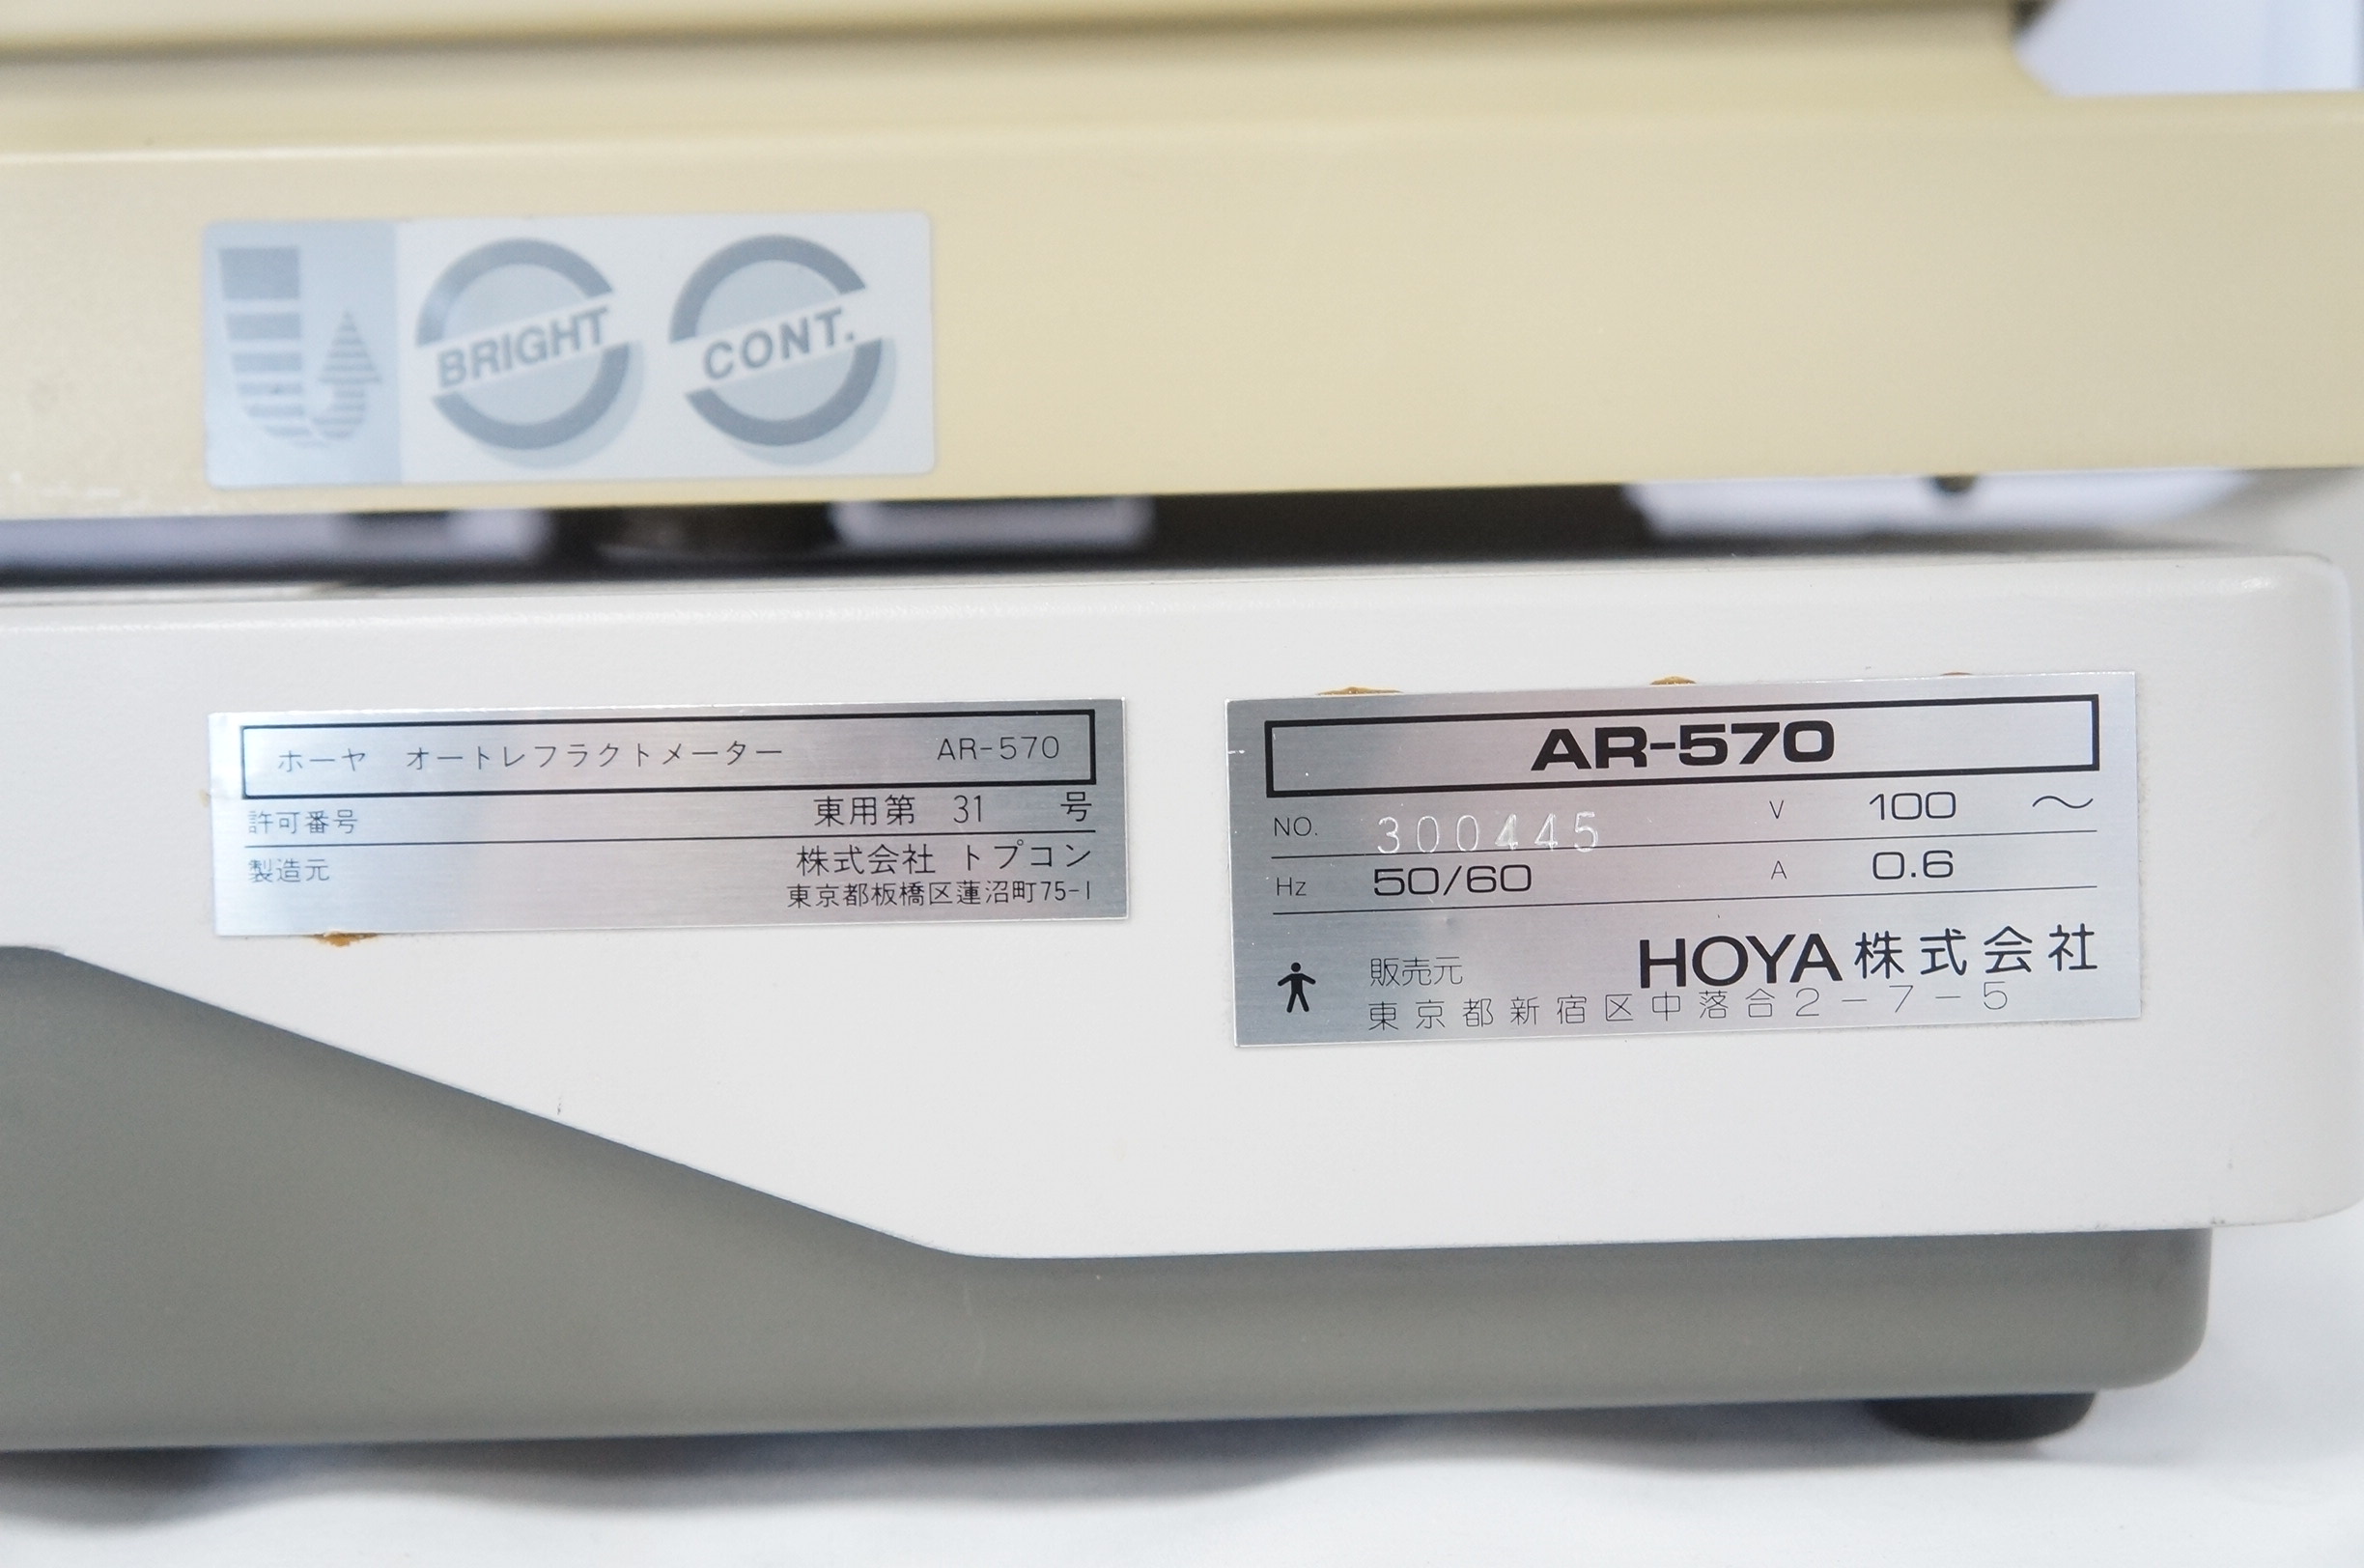 BRIGHT CONT.
ホーヤ オートレフラクトメーター AR-570
許可番号 東用第 31 号
製造元 株式会社 トプコン
東京都板橋区蓮沼町75-1
AR-570
NO. 300445 V 100 ～
Hz 50/60 A 0.6
販売元 HOYA株式会社
東京都新宿区中落合2-7-5